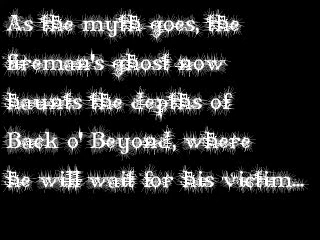 As the myth goes, the
fireman's ghost now
haunts the depths of
Back o' Beyond, where
he will wait for his victim...